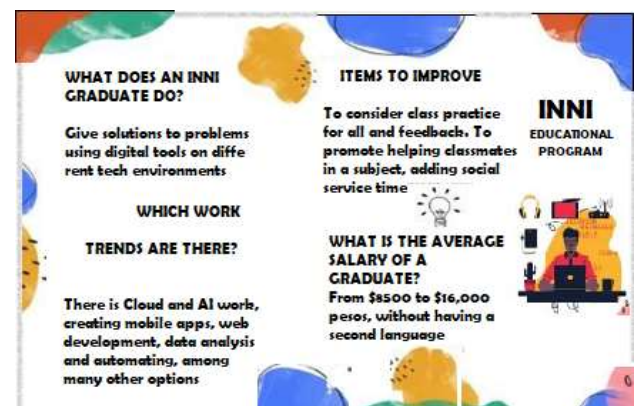 WHAT DOES AN INNI
GRADUATE DO?
Give solutions to problems
using digital tools on diffe
rent tech environments
WHICH WORK
TRENDS ARE THERE?
There is Cloud and AI work,
creating mobile apps, web
development, data analysis
and automating, among
many other options
ITEMS TO IMPROVE
To consider class practice
for all and feedback. To
promote helping classmates
in a subject, adding social
service time
WHAT IS THE AVERAGE
SALARY OF A
GRADUATE?
From $8500 to $16,000
pesos, without having a
second language
INNI
EDUCATIONAL
PROGRAM